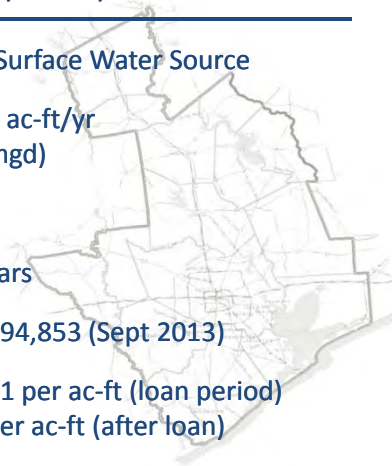 Surface Water Source
ac-ft/yr
mgd)
ars
94,853 (Sept 2013)
1 per ac-ft (loan period)
er ac-ft (after loan)